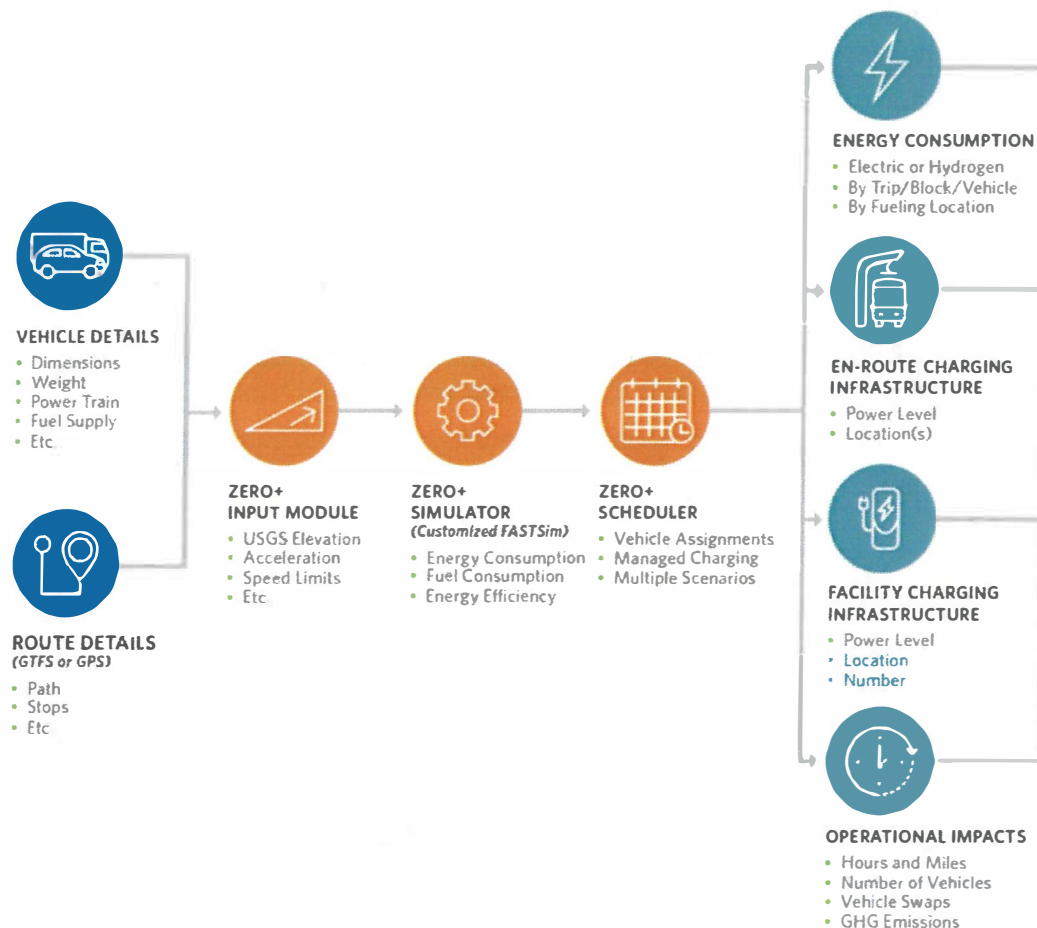 VEHICLE DETAILS
• Dimensions
• Weight
• Power Train
• Fuel Supply
• Etc
ROUTE DETAILS
(GTFS or GPS)
• Path
• Stops
• Etc
ZERO+
INPUT MODULE
• USGS Elevation
• Acceleration
• Speed Limits
• Etc
ZERO+
SIMULATOR
(Customized FASTSim)
• Energy Consumption
• Fuel Consumption
• Energy Efficiency
ZERO+
SCHEDULER
• Vehicle Assignments
• Managed Charging
• Multiple Scenarios
ENERGY CONSUMPTION
• Electric or Hydrogen
• By Trip/Block/Vehicle
• By Fueling Location
EN-ROUTE CHARGING
INFRASTRUCTURE
• Power Level
• Location(s)
FACILITY CHARGING
INFRASTRUCTURE
• Power Level
• Location
• Number
OPERATIONAL IMPACTS
• Hours and Miles
• Number of Vehicles
• Vehicle Swaps
• GHG Emissions